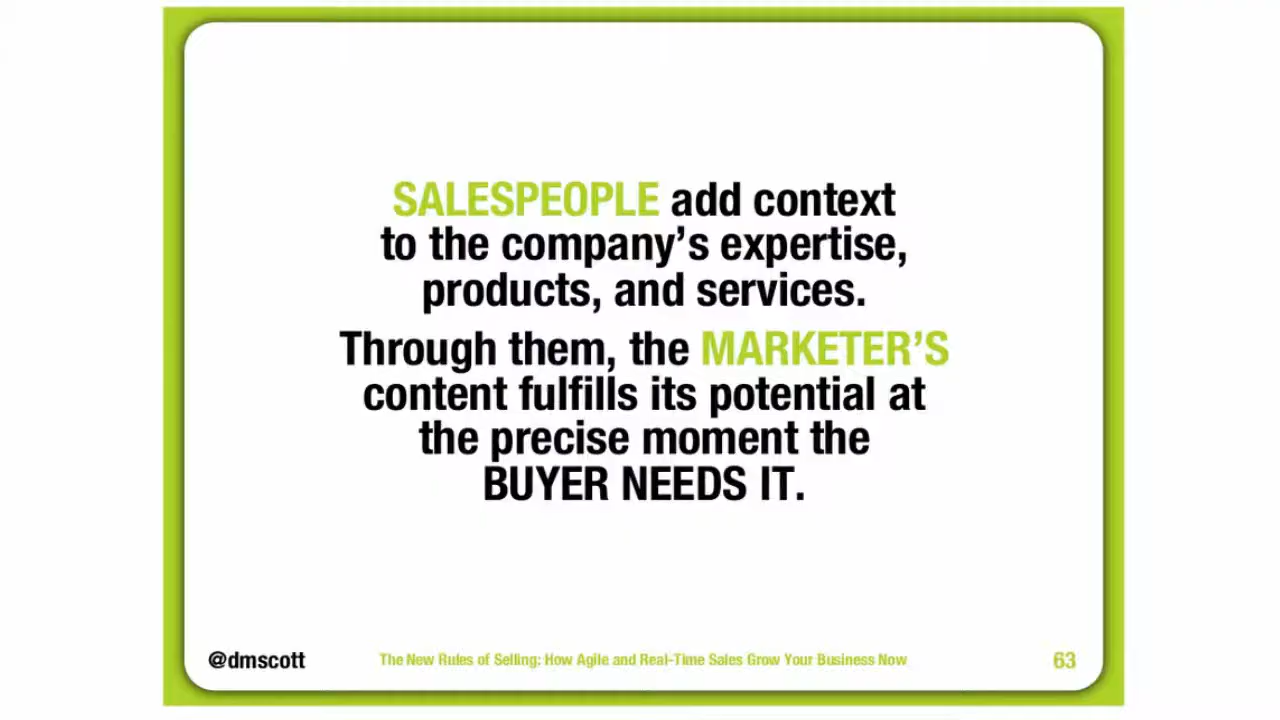 SALESPEOPLE add context
to the company’s expertise,
products, and services.
Through them, the MARKETER’S
content fulfills its potential at
the precise moment the
BUYER NEEDS IT.
@dmscott
The New Rules of Selling: How Agile and Real-Time Sales Grow Your Business Now
63